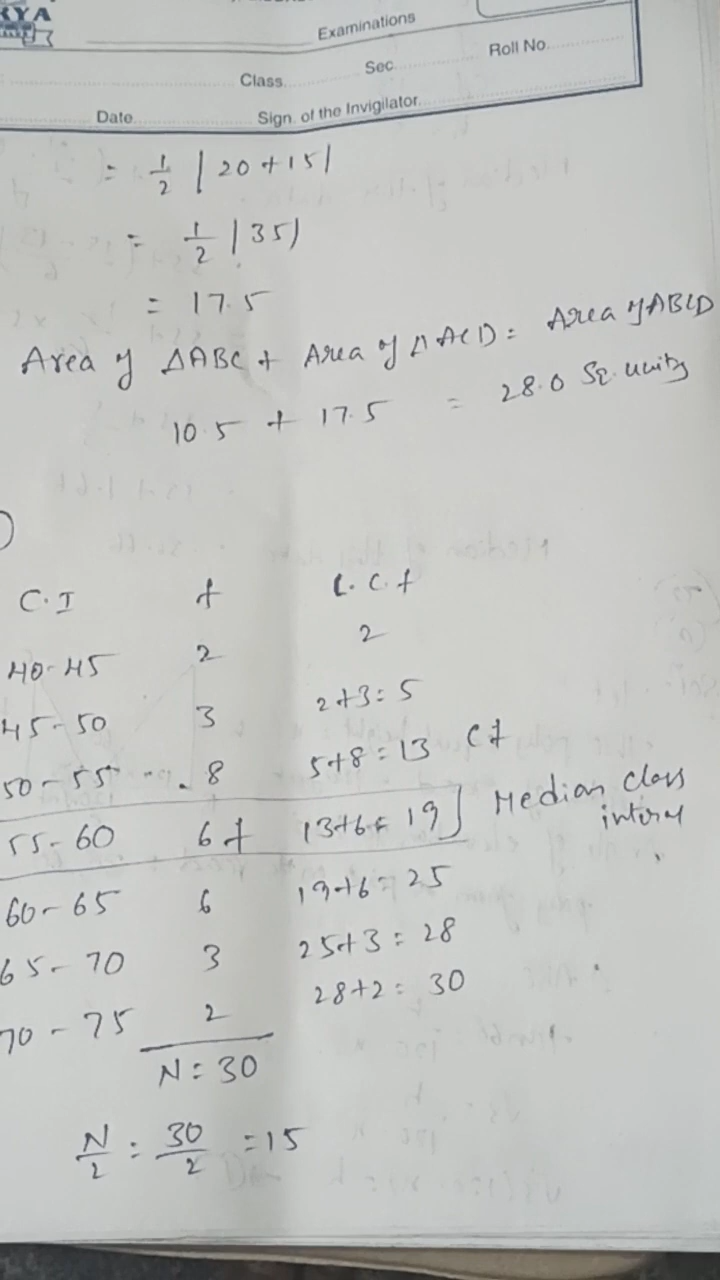 RYA
Examinations
Class.......... Sec.......... Roll No..........
Date.......... Sign. of the Invigilator..........
= 1/2 | 20 + 15 |
= 1/2 | 35 )
= 17.5
Area of ΔABC + Area of ΔACD = Area of ABCD
10.5 + 17.5 = 28.0 Sq. units
)
C.I f L.C.f
40-45 2 2
45-50 3 2+3=5
50-55 8 5+8=13 cf
55-60 6 f 13+6= 19 Median class
interval
60-65 6 19+6=25
65-70 3 25+3=28
70-75 2 28+2=30
N=30
N/2 = 30/2 = 15